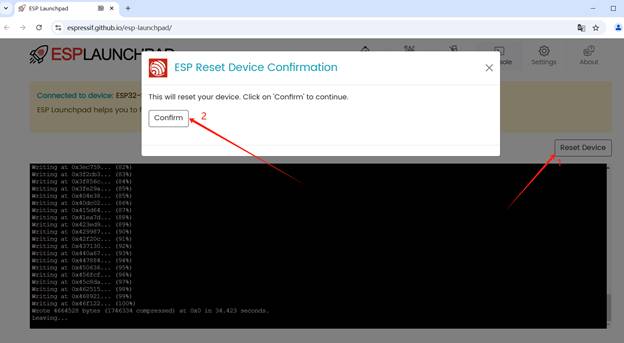 ESP Launchpad
espressif.github.io/esp-launchpad/
ESPLAUNCHPAD
Settings
About
Connected to device: ESP32-
ESP Launchpad helps you to f
ESP Reset Device Confirmation
This will reset your device. Click on 'Confirm' to continue.
Confirm
2
Reset Device
1
Writing at 0x3ec759... (82%)
Writing at 0x3f2cb3... (83%)
Writing at 0x3f856c... (84%)
Writing at 0x3fe29a... (85%)
Writing at 0x404e38... (85%)
Writing at 0x40dc02... (86%)
Writing at 0x415d64... (87%)
Writing at 0x41ea7d... (88%)
Writing at 0x423ed9... (89%)
Writing at 0x429987... (90%)
Writing at 0x42f20c... (91%)
Writing at 0x437130... (92%)
Writing at 0x440a67... (93%)
Writing at 0x447884... (94%)
Writing at 0x450636... (95%)
Writing at 0x456fcf... (96%)
Writing at 0x45c8da... (97%)
Writing at 0x462515... (98%)
Writing at 0x468921... (99%)
Writing at 0x46f122... (100%)
Wrote 4664528 bytes (1746334 compressed) at 0x0 in 34.423 seconds.
Leaving...